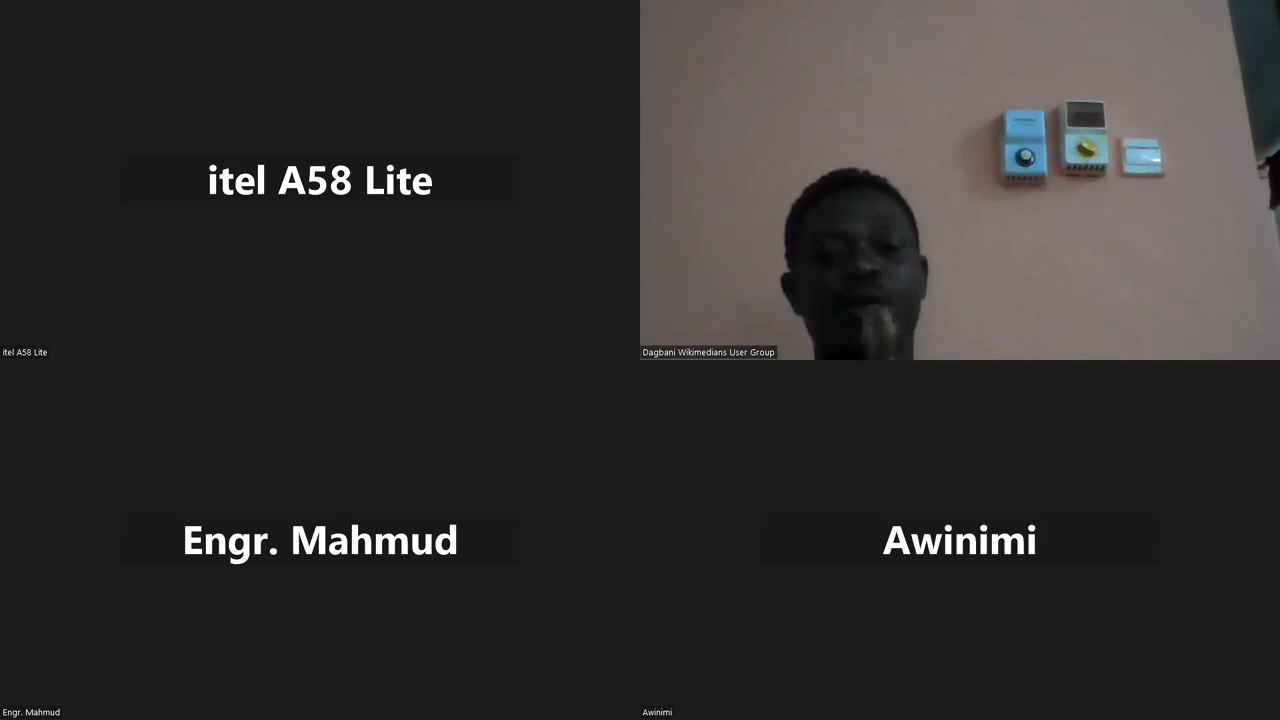 itel A58 Lite
itel A58 Lite
Dagbani Wikimedians User Group
Engr. Mahmud
Awinimi
Engr. Mahmud
Awinimi